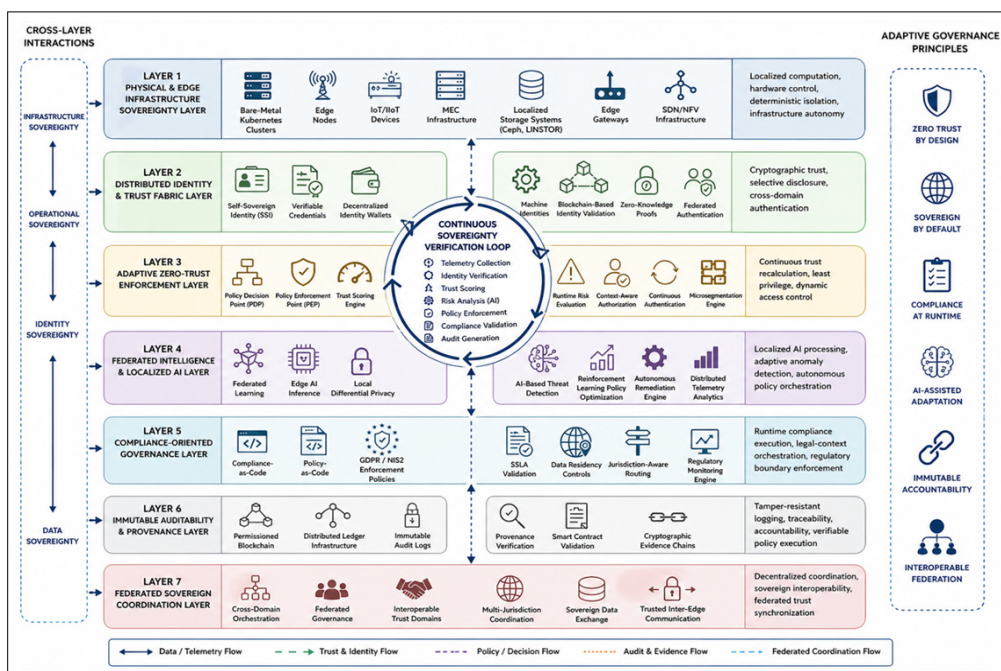 CROSS-LAYER
INTERACTIONS
INFRASTRUCTURE
SOVEREIGNTY
OPERATIONAL
SOVEREIGNTY
IDENTITY
SOVEREIGNTY
DATA
SOVEREIGNTY
LAYER 1
PHYSICAL & EDGE
INFRASTRUCTURE
SOVEREIGNTY LAYER
Bare-Metal
Kubernetes
Clusters
Edge
Nodes
IoT/IIoT
Devices
MEC
Infrastructure
Localized
Storage Systems
(Ceph, LINSTOR)
Edge
Gateways
SDN/NFV
Infrastructure
Localized computation,
hardware control,
deterministic isolation,
infrastructure autonomy
LAYER 2
DISTRIBUTED IDENTITY
& TRUST FABRIC LAYER
Self-Sovereign
Identity (SSI)
Verifiable
Credentials
Decentralized
Identity Wallets
Machine
Identities
Blockchain-Based
Identity Validation
Zero-Knowledge
Proofs
Federated
Authentication
Cryptographic trust,
selective disclosure,
cross-domain
authentication
CONTINUOUS
SOVEREIGNTY
VERIFICATION LOOP
Telemetry Collection
Identity Verification
Trust Scoring
Risk Analysis (AI)
Policy Enforcement
Compliance Validation
Audit Generation
LAYER 3
ADAPTIVE ZERO-TRUST
ENFORCEMENT LAYER
Policy Decision
Point (PDP)
Policy Enforcement
Point (PEP)
Trust Scoring
Engine
Runtime Risk
Evaluation
Context-Aware
Authorization
Continuous
Authentication
Microsegmentation
Engine
Continuous trust
recalculation, least
privilege, dynamic
access control
LAYER 4
FEDERATED INTELLIGENCE
& LOCALIZED AI LAYER
Federated
Learning
Edge AI
Inference
Local
Differential Privacy
AI-Based Threat
Detection
Reinforcement
Learning Policy
Optimization
Autonomous
Remediation
Engine
Distributed
Telemetry
Analytics
Localized AI processing,
adaptive anomaly
detection, autonomous
policy orchestration
LAYER 5
COMPLIANCE-ORIENTED
GOVERNANCE LAYER
Compliance-
as-Code
Policy-
as-Code
GDPR / NIS2
Enforcement
Policies
SSLA
Validation
Data Residency
Controls
Jurisdiction-Aware
Routing
Regulatory
Monitoring
Engine
Runtime compliance
execution, legal-context
orchestration, regulatory
boundary enforcement
LAYER 6
IMMUTABLE AUDITABILITY
& PROVENANCE LAYER
Permissioned
Blockchain
Distributed Ledger
Infrastructure
Immutable
Audit Logs
Provenance
Verification
Smart Contract
Validation
Cryptographic
Evidence Chains
Tamper-resistant
logging, traceability,
accountability, verifiable
policy execution
LAYER 7
FEDERATED SOVEREIGN
COORDINATION LAYER
Cross-Domain
Orchestration
Federated
Governance
Interoperable
Trust Domains
Multi-Jurisdiction
Coordination
Sovereign Data
Exchange
Trusted Inter-Edge
Communication
Decentralized coordination,
sovereign interoperability,
federated trust
synchronization
ADAPTIVE GOVERNANCE
PRINCIPLES
ZERO TRUST
BY DESIGN
SOVEREIGN
BY DEFAULT
COMPLIANCE
AT RUNTIME
AI-ASSISTED
ADAPTATION
IMMUTABLE
ACCOUNTABILITY
INTEROPERABLE
FEDERATION
Data / Telemetry Flow
Trust & Identity Flow
Policy / Decision Flow
Audit & Evidence Flow
Federated Coordination Flow